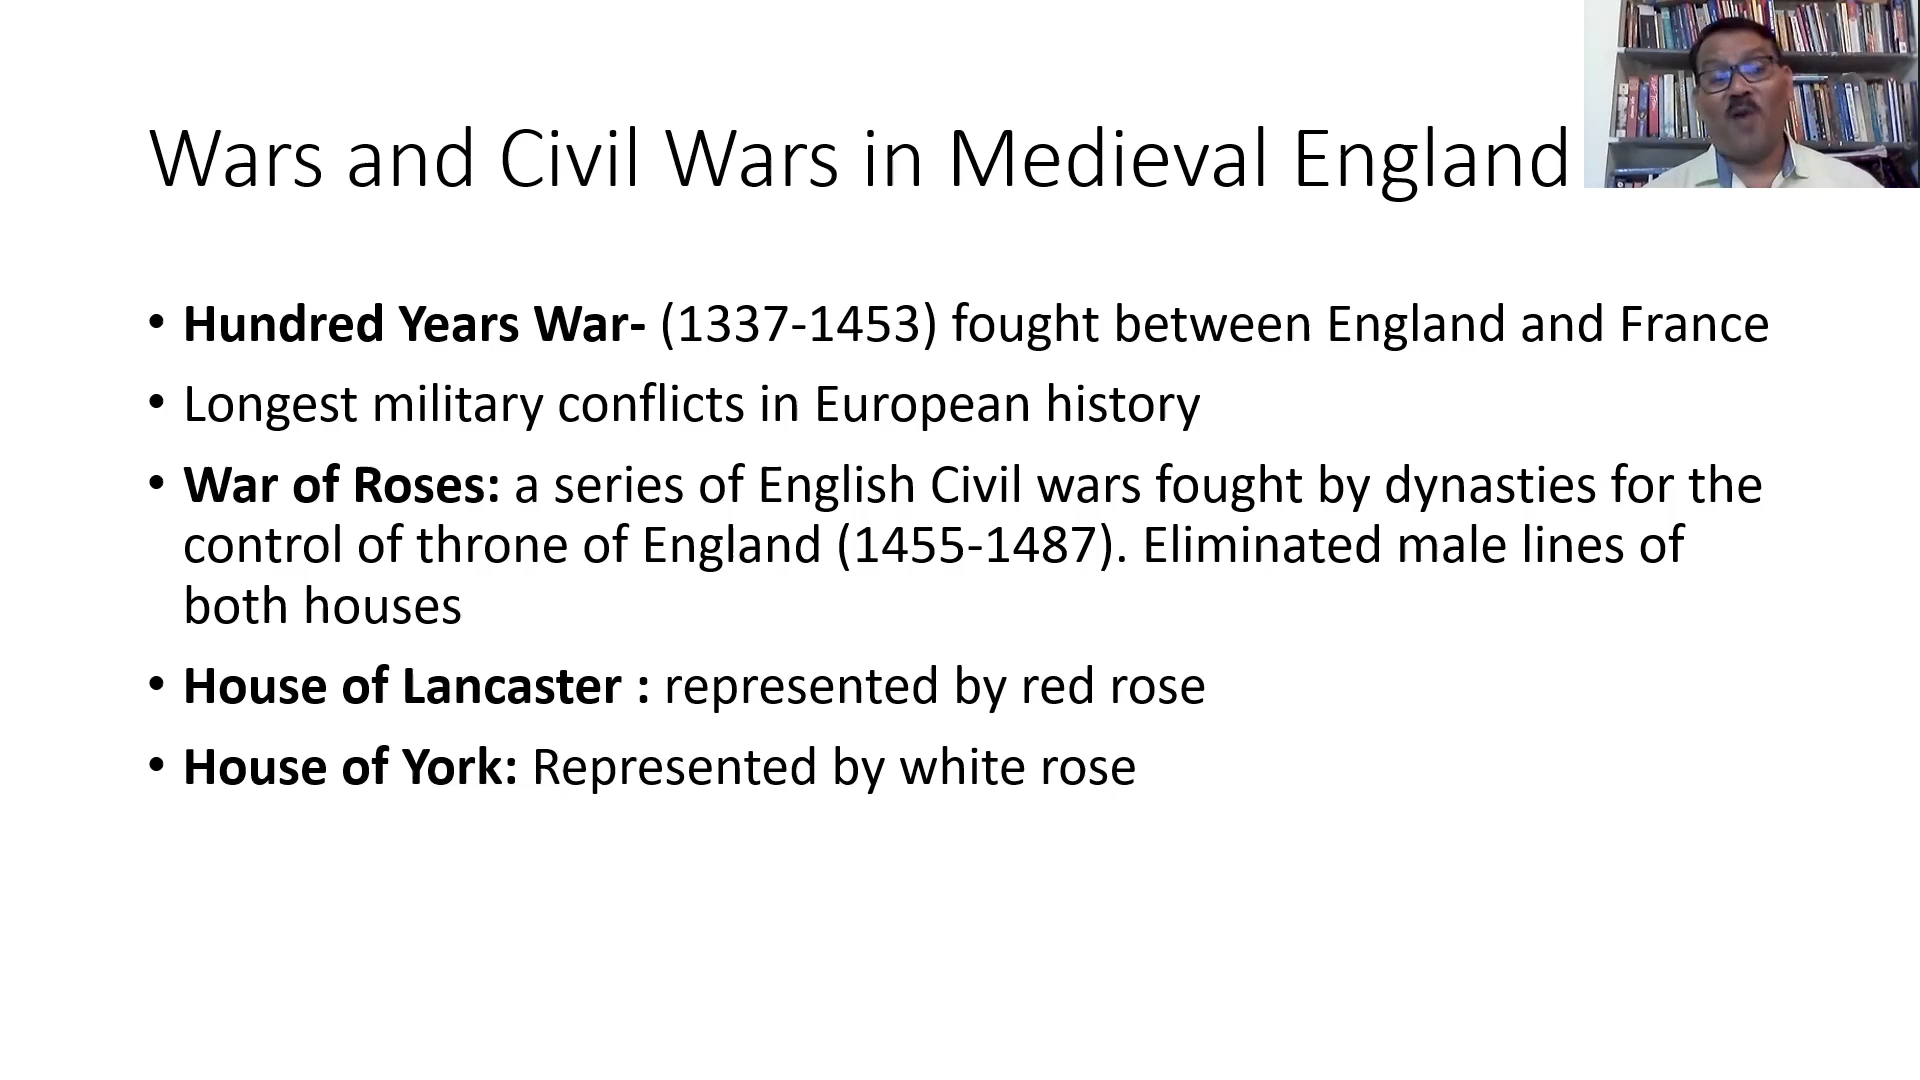 Wars and Civil Wars in Medieval England
• Hundred Years War- (1337-1453) fought between England and France
• Longest military conflicts in European history
• War of Roses: a series of English Civil wars fought by dynasties for the
control of throne of England (1455-1487). Eliminated male lines of
both houses
• House of Lancaster : represented by red rose
• House of York: Represented by white rose